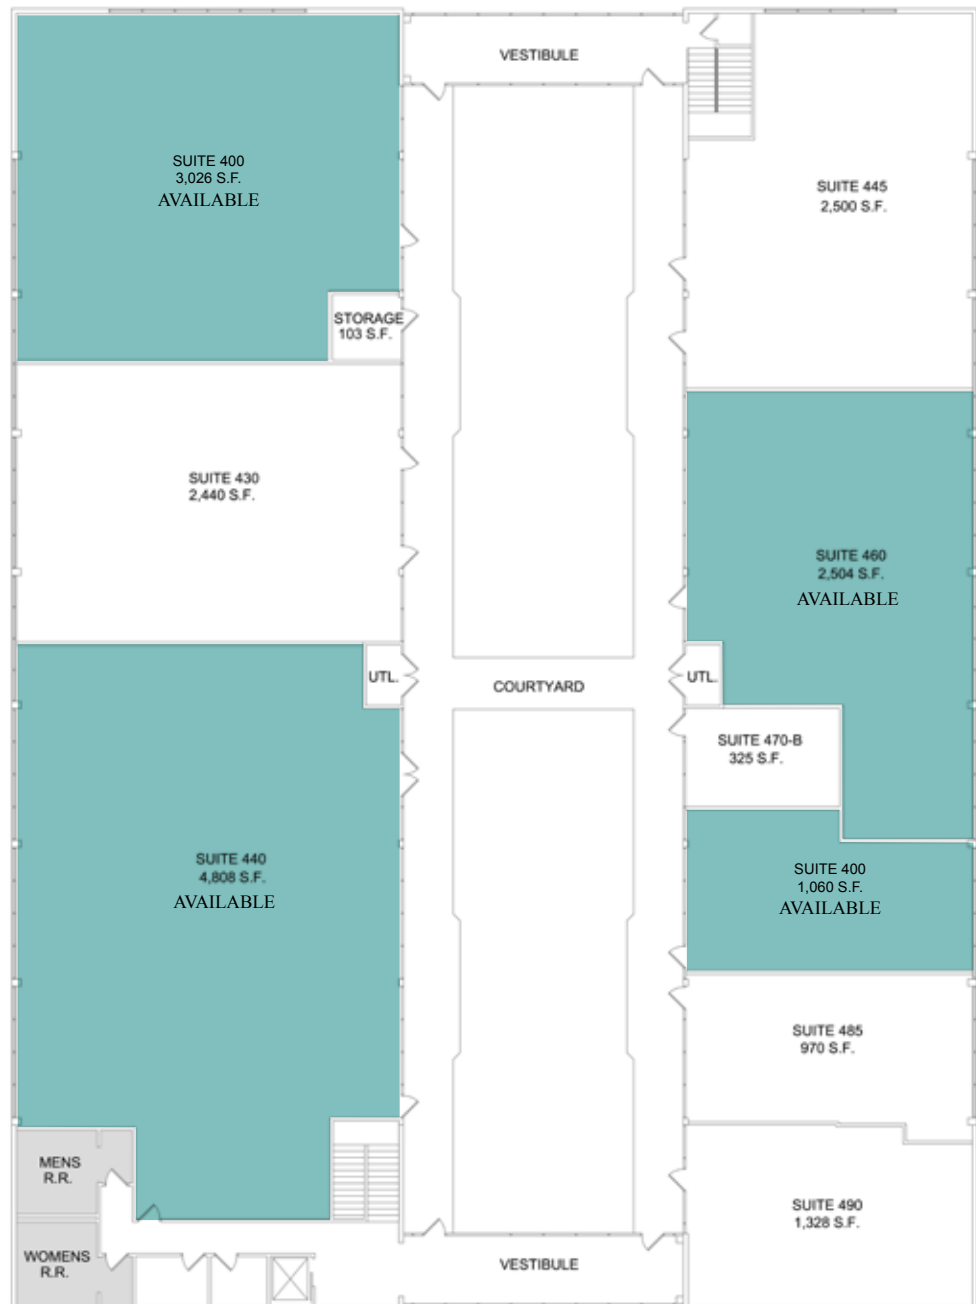 VESTIBULE
SUITE 400
3,026 S.F.
AVAILABLE
SUITE 445
2,500 S.F.
STORAGE
103 S.F.
SUITE 430
2,440 S.F.
SUITE 460
2,504 S.F.
AVAILABLE
UTL.
COURTYARD
UTL.
SUITE 470-B
325 S.F.
SUITE 440
4,808 S.F.
AVAILABLE
SUITE 400
1,060 S.F.
AVAILABLE
SUITE 485
970 S.F.
MENS
R.R.
SUITE 490
1,328 S.F.
WOMENS
R.R.
VESTIBULE